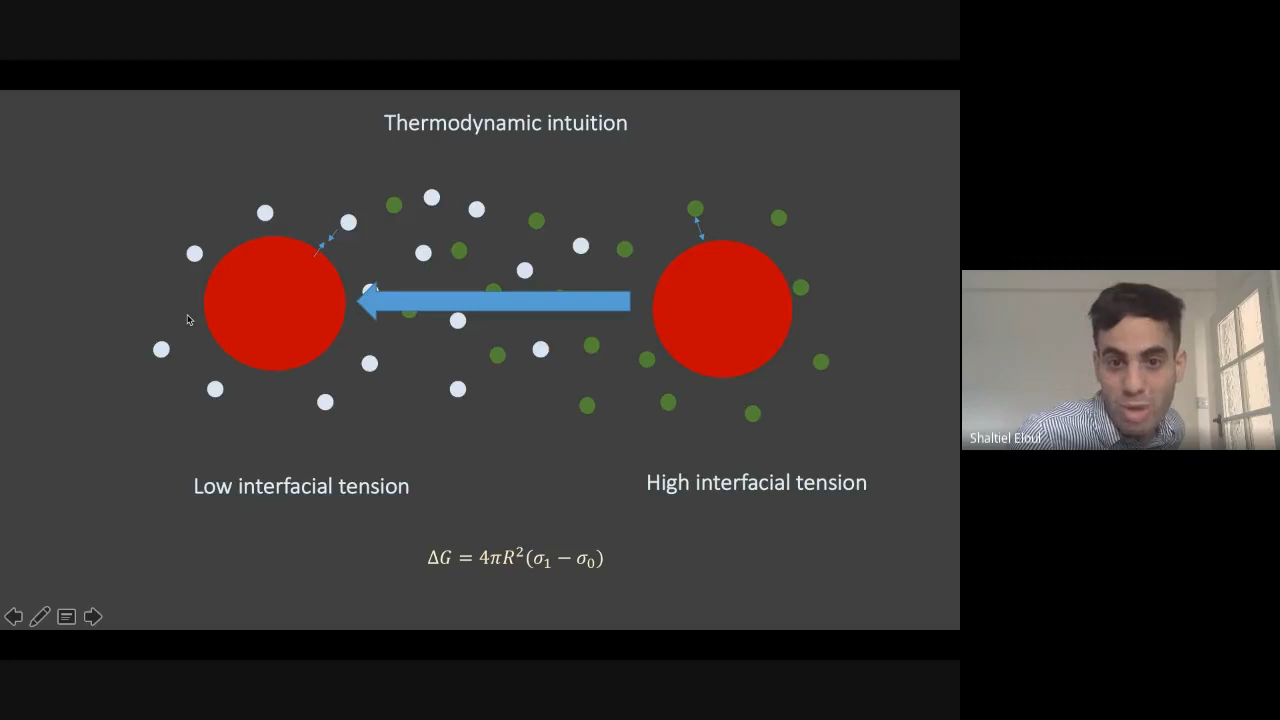 Thermodynamic intuition
Low interfacial tension
High interfacial tension
ΔG = 4πR²(σ₁ − σ₀)
Shaltiel Eloul